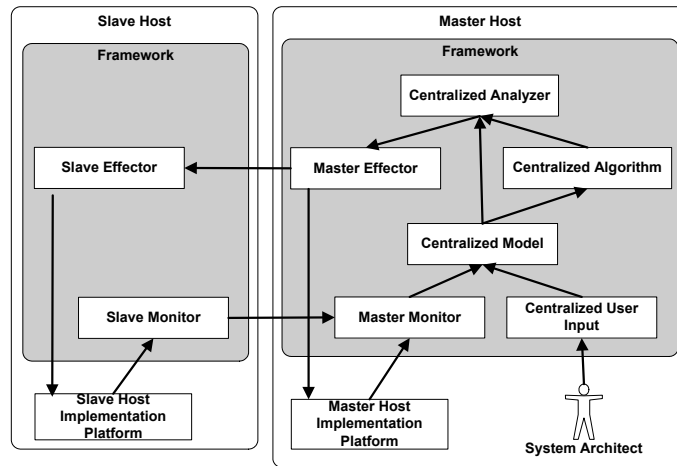 Slave Host
Master Host
Framework
Framework
Centralized Analyzer
Slave Effector
Master Effector
Centralized Algorithm
Centralized Model
Slave Monitor
Master Monitor
Centralized User
Input
Slave Host
Implementation
Platform
Master Host
Implementation
Platform
System Architect